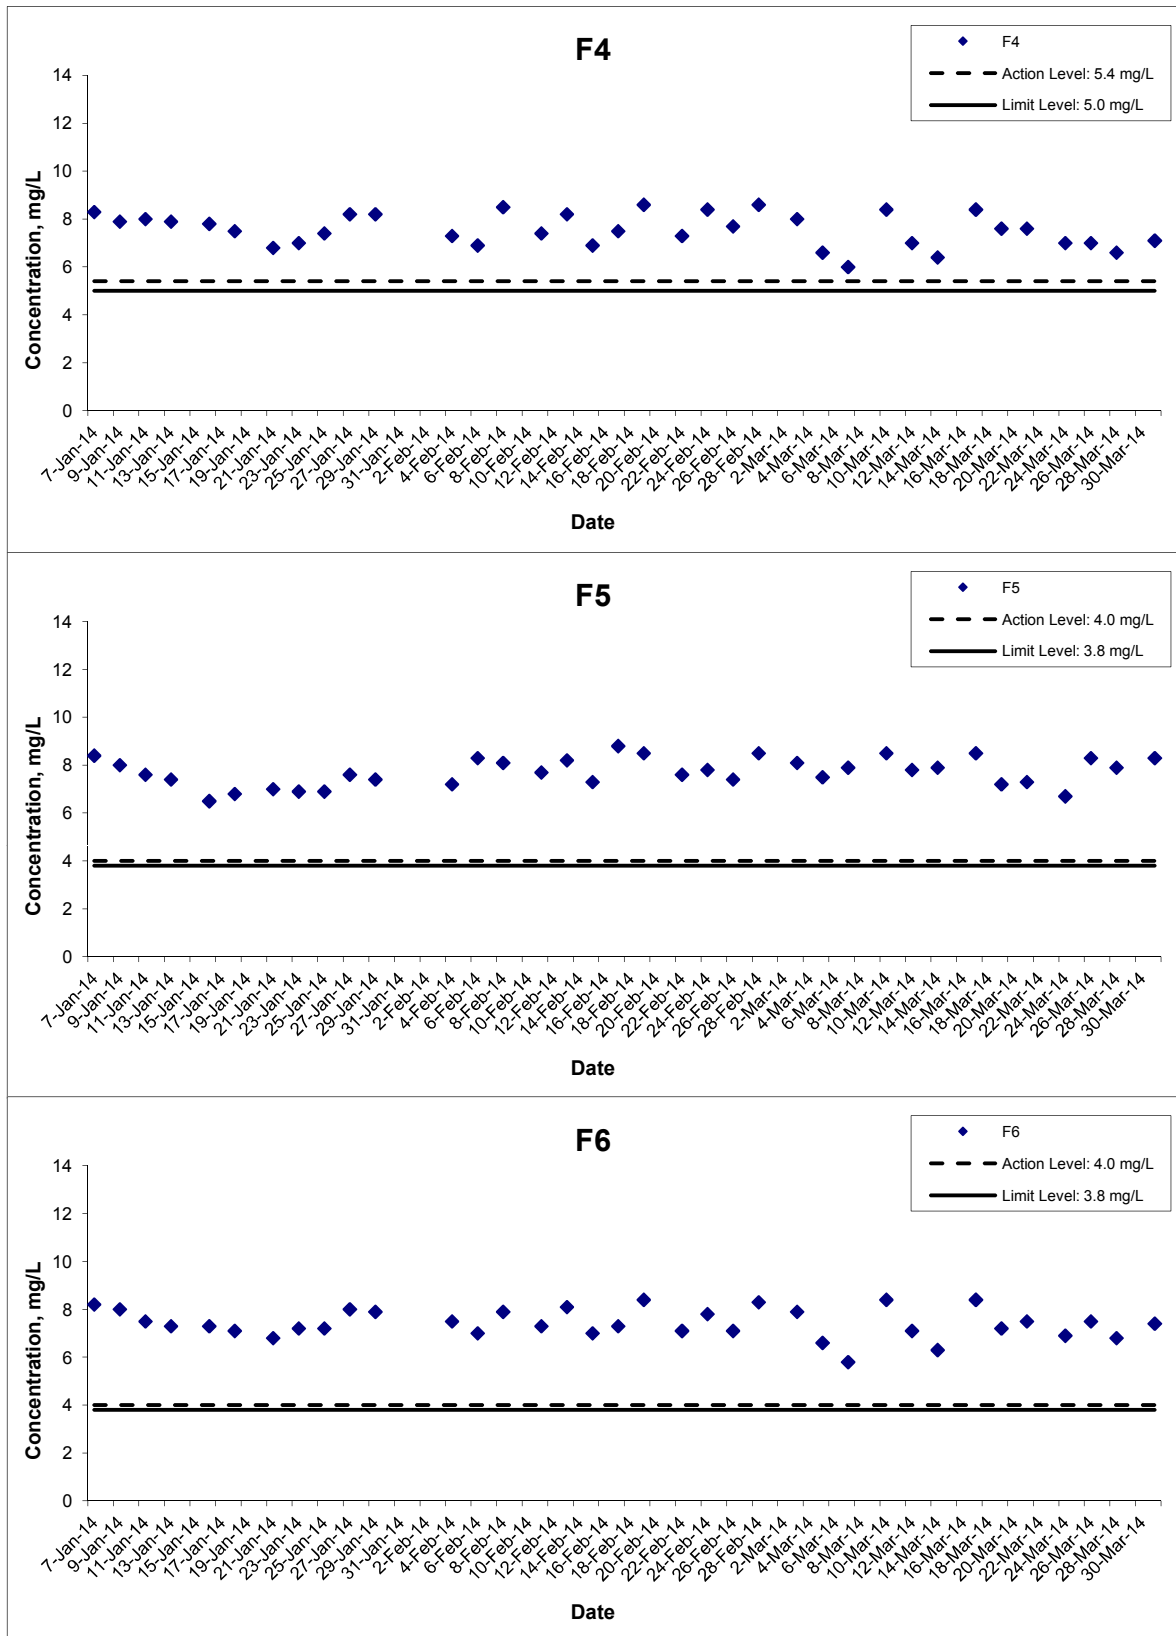 F4
F4
Action Level: 5.4 mg/L
Limit Level: 5.0 mg/L
Concentration, mg/L
14
12
10
8
6
4
2
0
7-Jan-14
9-Jan-14
11-Jan-14
13-Jan-14
15-Jan-14
17-Jan-14
19-Jan-14
21-Jan-14
23-Jan-14
25-Jan-14
27-Jan-14
29-Jan-14
31-Jan-14
2-Feb-14
4-Feb-14
6-Feb-14
8-Feb-14
10-Feb-14
12-Feb-14
14-Feb-14
16-Feb-14
18-Feb-14
20-Feb-14
22-Feb-14
24-Feb-14
26-Feb-14
28-Feb-14
2-Mar-14
4-Mar-14
6-Mar-14
8-Mar-14
10-Mar-14
12-Mar-14
14-Mar-14
16-Mar-14
18-Mar-14
20-Mar-14
22-Mar-14
24-Mar-14
26-Mar-14
28-Mar-14
30-Mar-14
Date
F5
F5
Action Level: 4.0 mg/L
Limit Level: 3.8 mg/L
Concentration, mg/L
14
12
10
8
6
4
2
0
7-Jan-14
9-Jan-14
11-Jan-14
13-Jan-14
15-Jan-14
17-Jan-14
19-Jan-14
21-Jan-14
23-Jan-14
25-Jan-14
27-Jan-14
29-Jan-14
31-Jan-14
2-Feb-14
4-Feb-14
6-Feb-14
8-Feb-14
10-Feb-14
12-Feb-14
14-Feb-14
16-Feb-14
18-Feb-14
20-Feb-14
22-Feb-14
24-Feb-14
26-Feb-14
28-Feb-14
2-Mar-14
4-Mar-14
6-Mar-14
8-Mar-14
10-Mar-14
12-Mar-14
14-Mar-14
16-Mar-14
18-Mar-14
20-Mar-14
22-Mar-14
24-Mar-14
26-Mar-14
28-Mar-14
30-Mar-14
Date
F6
F6
Action Level: 4.0 mg/L
Limit Level: 3.8 mg/L
Concentration, mg/L
14
12
10
8
6
4
2
0
7-Jan-14
9-Jan-14
11-Jan-14
13-Jan-14
15-Jan-14
17-Jan-14
19-Jan-14
21-Jan-14
23-Jan-14
25-Jan-14
27-Jan-14
29-Jan-14
31-Jan-14
2-Feb-14
4-Feb-14
6-Feb-14
8-Feb-14
10-Feb-14
12-Feb-14
14-Feb-14
16-Feb-14
18-Feb-14
20-Feb-14
22-Feb-14
24-Feb-14
26-Feb-14
28-Feb-14
2-Mar-14
4-Mar-14
6-Mar-14
8-Mar-14
10-Mar-14
12-Mar-14
14-Mar-14
16-Mar-14
18-Mar-14
20-Mar-14
22-Mar-14
24-Mar-14
26-Mar-14
28-Mar-14
30-Mar-14
Date